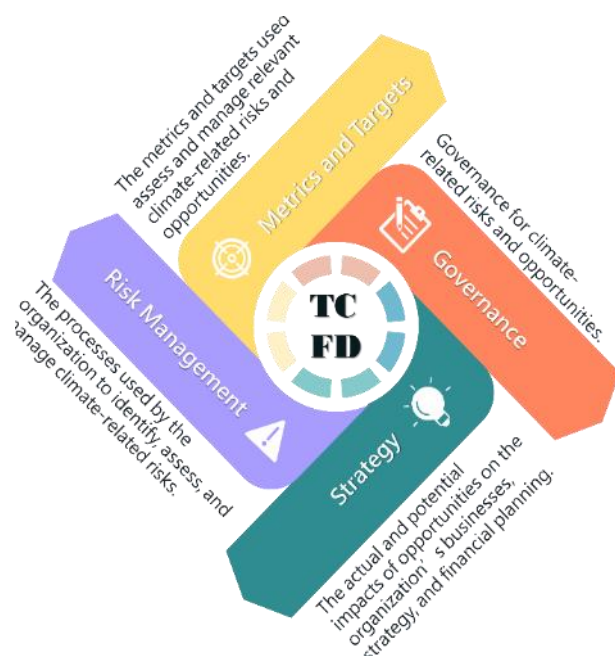 The metrics and targets used
assess and manage relevant
climate-related risks and
opportunities.
Metrics and Targets
Governance for climate-
related risks and opportunities.
Governance
TC
FD
Risk Management
The processes used by the
organization to identify, assess, and
manage climate-related risks.
Strategy
The actual and potential
impacts of opportunities on the
organization's businesses,
strategy, and financial planning.